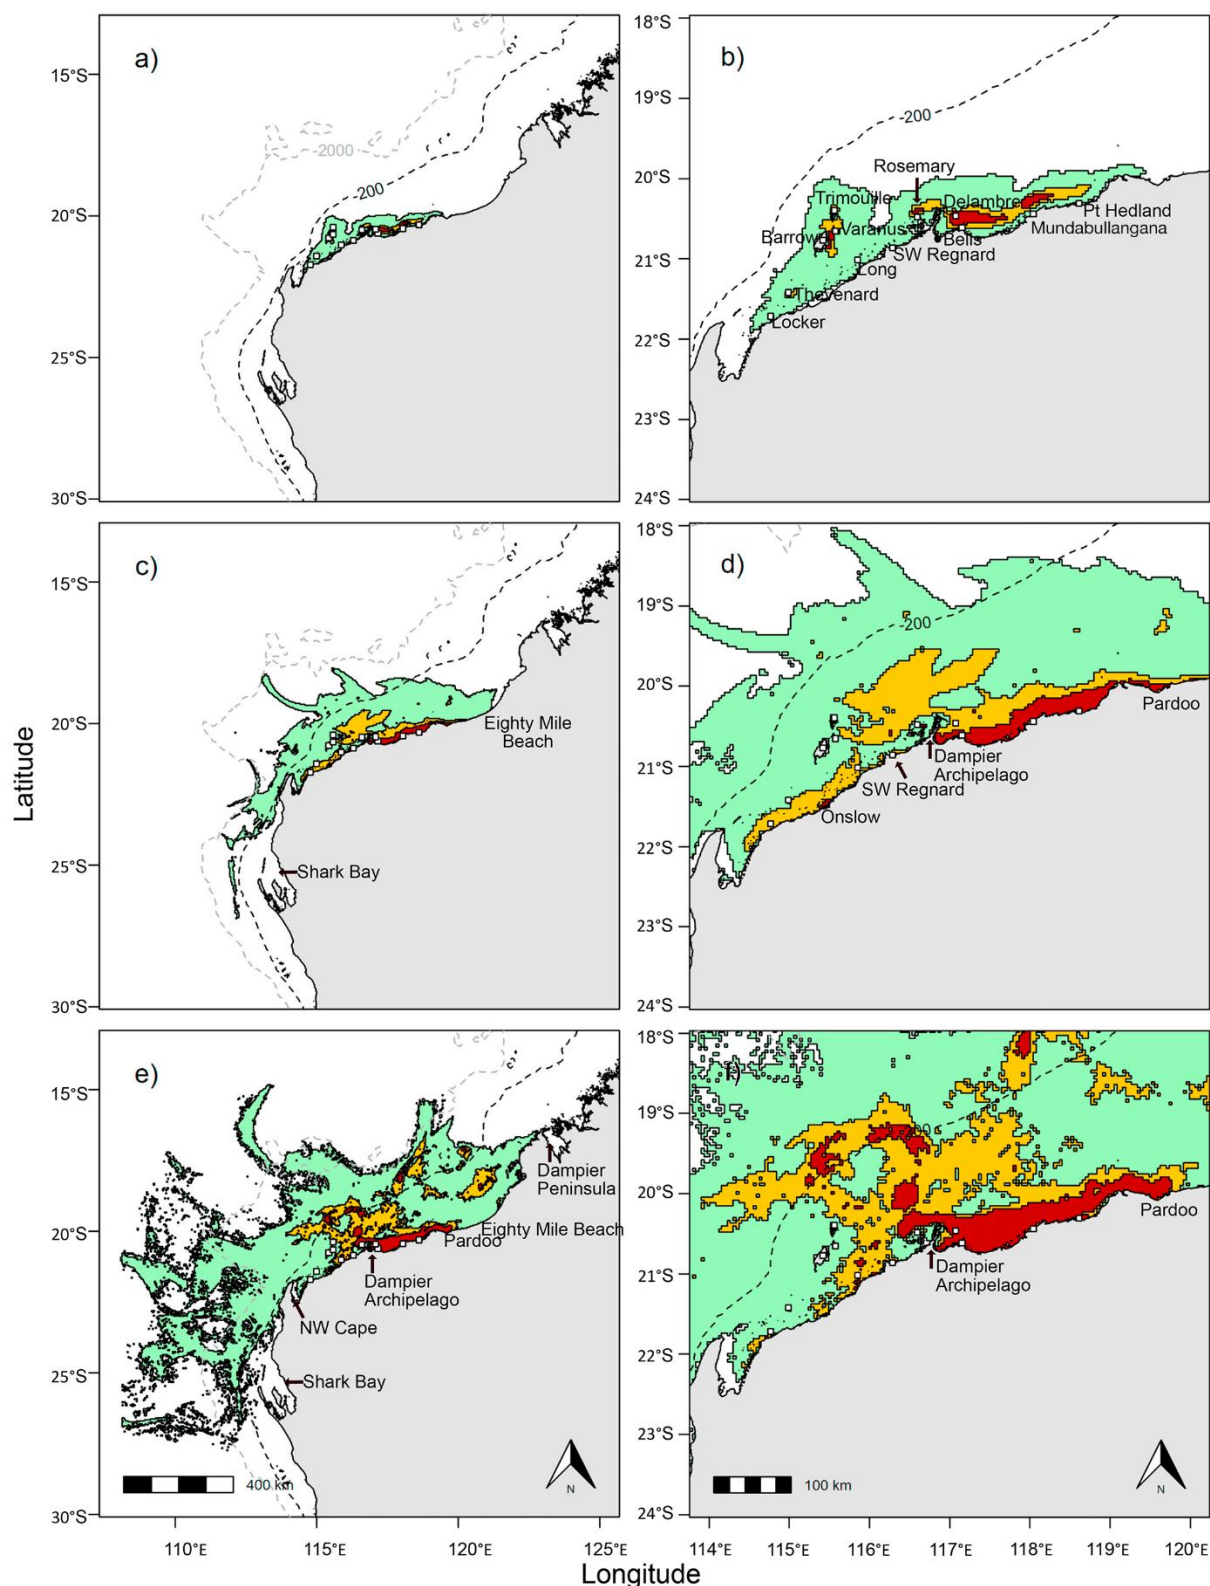 a)
15°S
20°S
25°S
30°S
-2000
-200
b)
18°S
19°S
20°S
21°S
22°S
23°S
24°S
-200
Rosemary
Trimouille
Delambre
Varanus
Barrow
Bells
Pt Hedland
Mundabullangana
SW Regnard
Long
Thevenard
Locker
c)
15°S
20°S
25°S
30°S
Eighty Mile
Beach
Shark Bay
d)
18°S
19°S
20°S
21°S
22°S
23°S
24°S
-200
Pardoo
Dampier
Archipelago
SW Regnard
Onslow
Latitude
e)
15°S
20°S
25°S
30°S
Dampier
Peninsula
Eighty Mile Beach
Pardoo
Dampier
Archipelago
NW Cape
Shark Bay
400 km
N
110°E
115°E
120°E
125°E
18°S
19°S
20°S
21°S
22°S
23°S
24°S
Pardoo
Dampier
Archipelago
100 km
N
114°E
115°E
116°E
117°E
118°E
119°E
120°E
Longitude